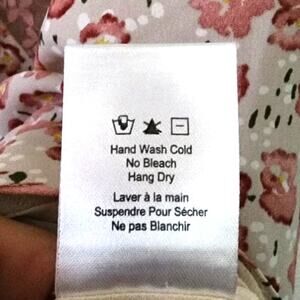 Hand Wash Cold
No Bleach
Hang Dry
Laver à la main
Suspendre Pour Sécher
Ne pas Blanchir